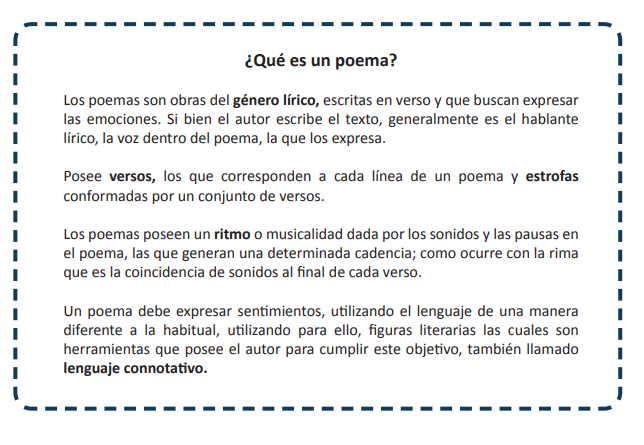 ¿Qué es un poema?
Los poemas son obras del género lírico, escritas en verso y que buscan expresar
las emociones. Si bien el autor escribe el texto, generalmente es el hablante
lírico, la voz dentro del poema, la que los expresa.
Posee versos, los que corresponden a cada línea de un poema y estrofas
conformadas por un conjunto de versos.
Los poemas poseen un ritmo o musicalidad dada por los sonidos y las pausas en
el poema, las que generan una determinada cadencia; como ocurre con la rima
que es la coincidencia de sonidos al final de cada verso.
Un poema debe expresar sentimientos, utilizando el lenguaje de una manera
diferente a la habitual, utilizando para ello, figuras literarias las cuales son
herramientas que posee el autor para cumplir este objetivo, también llamado
lenguaje connotativo.